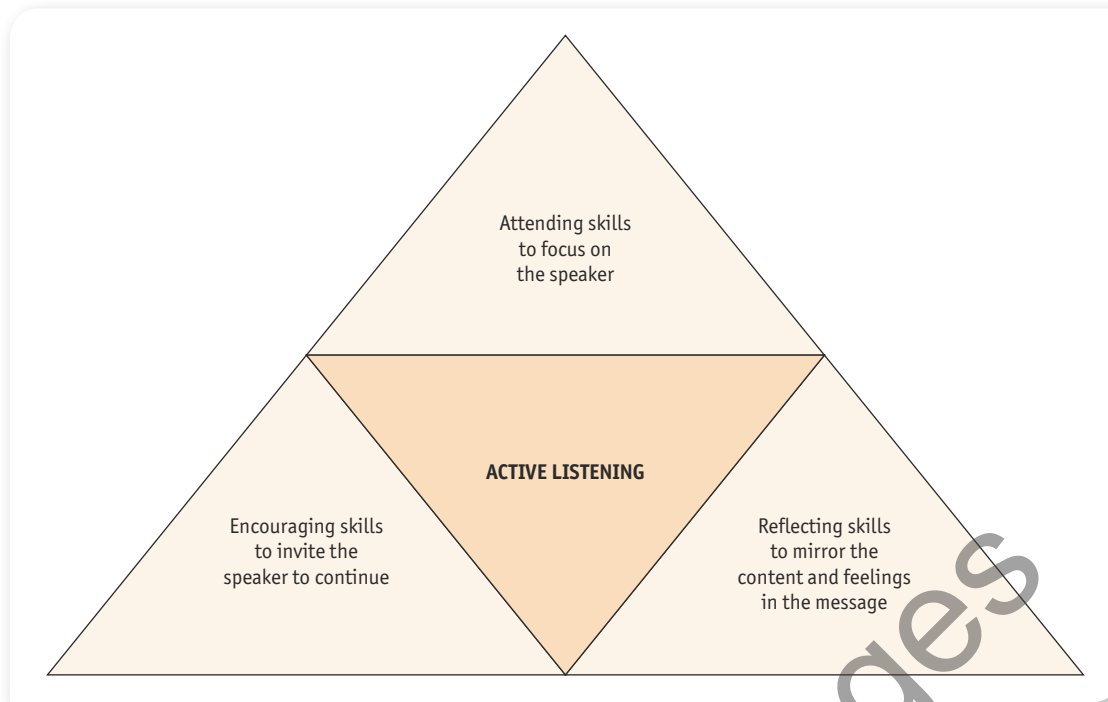 Attending skills
to focus on
the speaker
ACTIVE LISTENING
Encouraging skills
to invite the
speaker to continue
Reflecting skills
to mirror the
content and feelings
in the message
ges